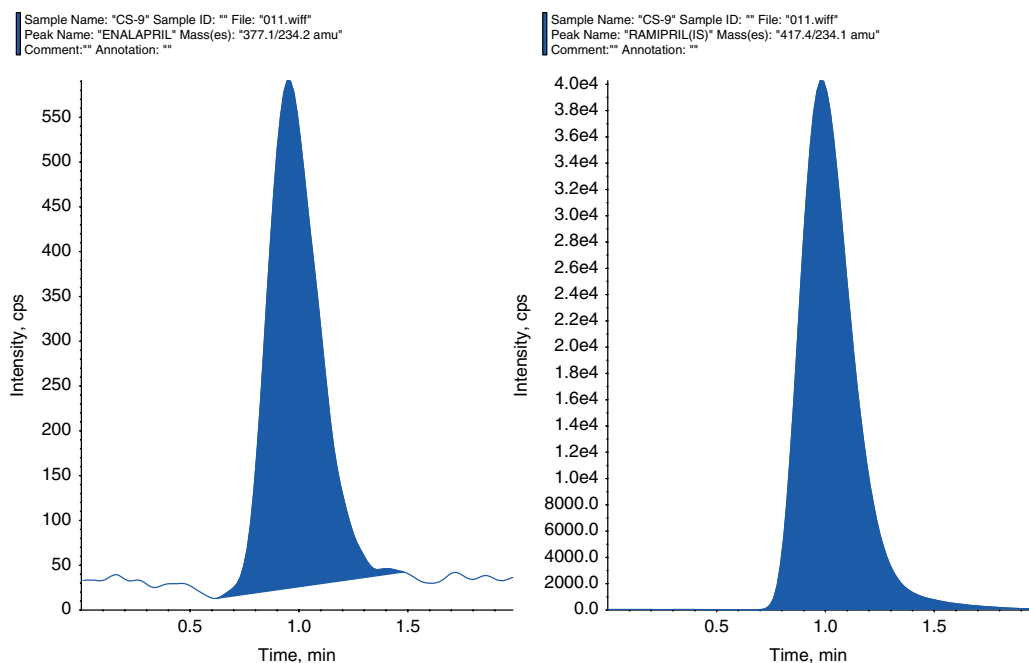 Sample Name: "CS-9" Sample ID: "" File: "011.wiff"
Peak Name: "ENALAPRIL" Mass(es): "377.1/234.2 amu"
Comment:"" Annotation: ""
550
500
450
400
350
300
250
200
150
100
50
0
Intensity, cps
0.5
1.0
1.5
Time, min
Sample Name: "CS-9" Sample ID: "" File: "011.wiff"
Peak Name: "RAMIPRIL(IS)" Mass(es): "417.4/234.1 amu"
Comment:"" Annotation: ""
4.0e4
3.8e4
3.6e4
3.4e4
3.2e4
3.0e4
2.8e4
2.6e4
2.4e4
2.2e4
2.0e4
1.8e4
1.6e4
1.4e4
1.2e4
1.0e4
8000.0
6000.0
4000.0
2000.0
0.0
Intensity, cps
0.5
1.0
1.5
Time, min